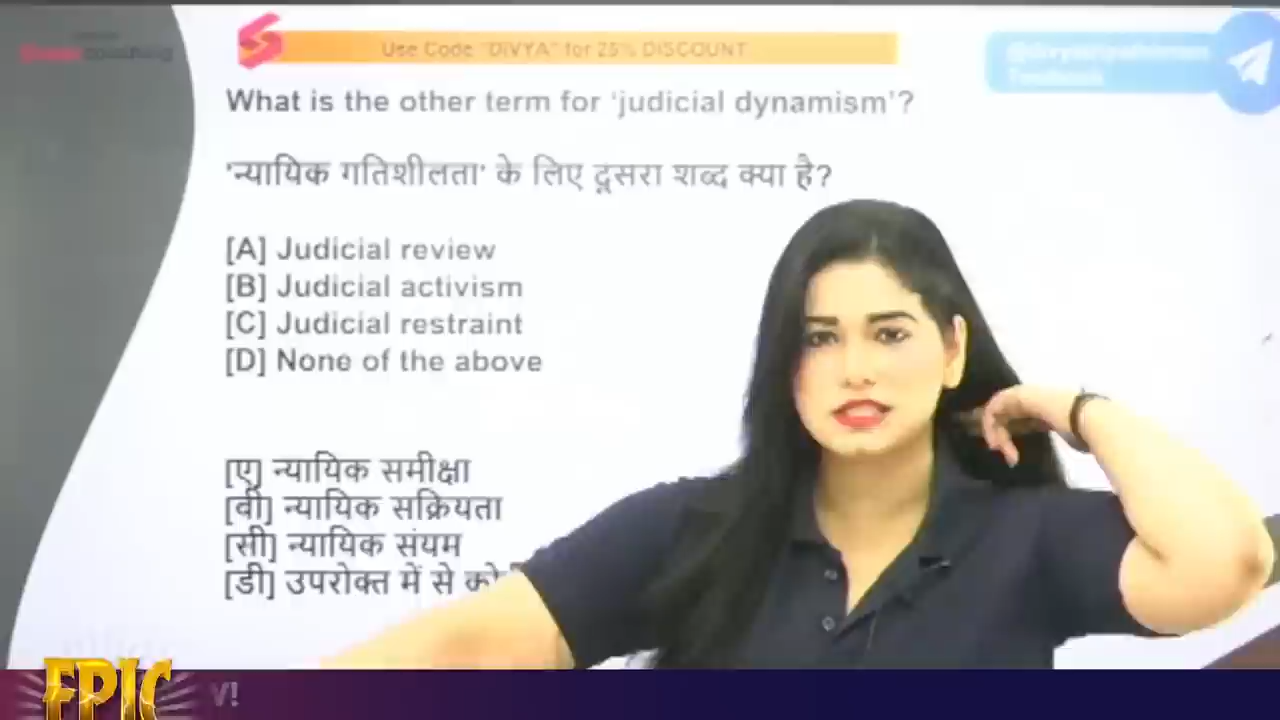 Use Code "DIVYA" for 25% DISCOUNT
What is the other term for 'judicial dynamism'?
'न्यायिक गतिशीलता' के लिए दूसरा शब्द क्या है?
[A] Judicial review
[B] Judicial activism
[C] Judicial restraint
[D] None of the above
[ए] न्यायिक समीक्षा
[बी] न्यायिक सक्रियता
[सी] न्यायिक संयम
[डी] उपरोक्त में से
EPIC
V!